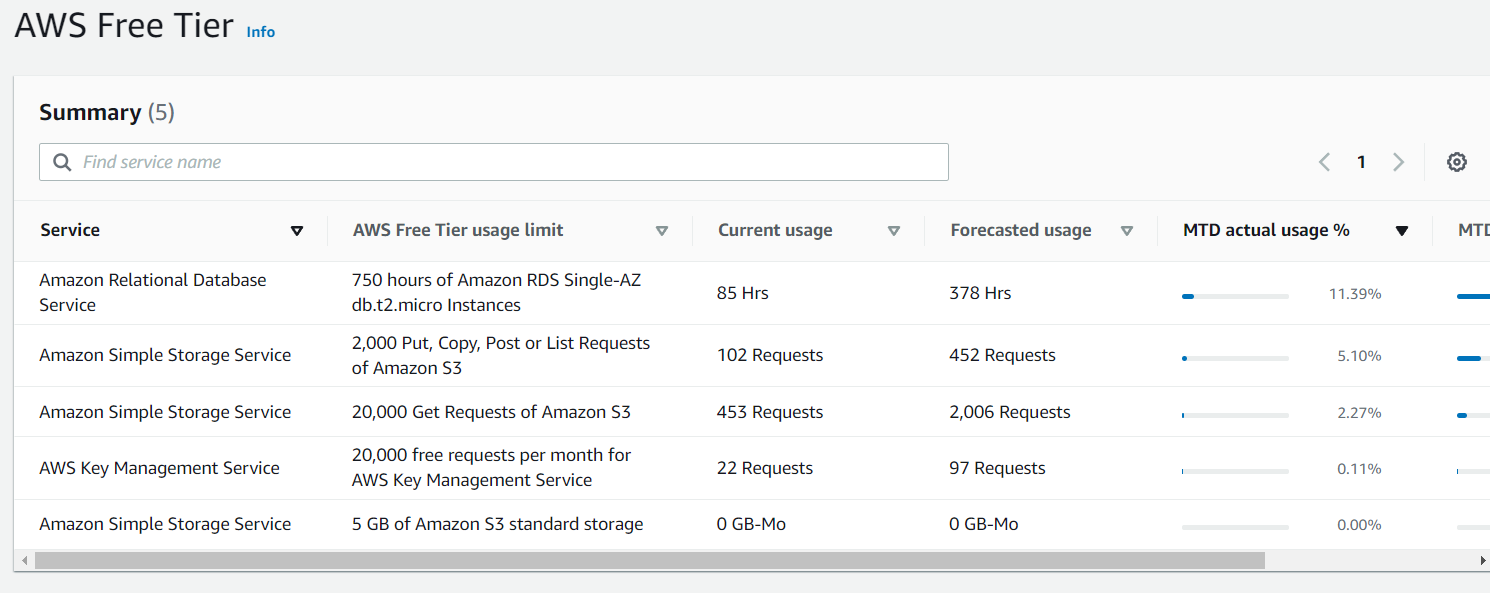 AWS Free Tier Info
Summary (5)
Find service name
1
Service AWS Free Tier usage limit Current usage Forecasted usage MTD actual usage % MTD
Amazon Relational Database
Service
750 hours of Amazon RDS Single-AZ
db.t2.micro Instances
85 Hrs 378 Hrs 11.39%
Amazon Simple Storage Service
2,000 Put, Copy, Post or List Requests
of Amazon S3
102 Requests 452 Requests 5.10%
Amazon Simple Storage Service 20,000 Get Requests of Amazon S3 453 Requests 2,006 Requests 2.27%
AWS Key Management Service
20,000 free requests per month for
AWS Key Management Service
22 Requests 97 Requests 0.11%
Amazon Simple Storage Service 5 GB of Amazon S3 standard storage 0 GB-Mo 0 GB-Mo 0.00%